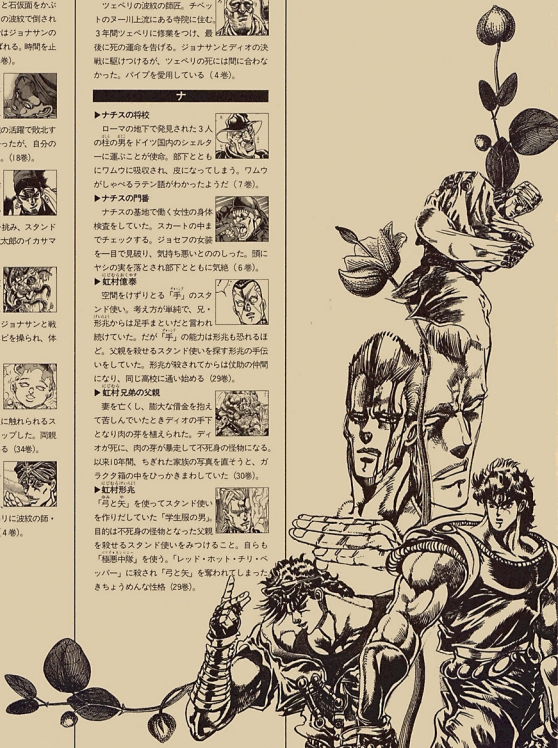 と石仮面をかぶ
の波紋で倒され
はジョナサンの
ばれる。時間を止
巻）。
の活躍で敗北す
ったが、自分の
。（18巻）
挑み、スタンド
太郎のイカサマ
ジョナサンと戦
ビを操られ、体
に触れられるス
ップした。両親
る（34巻）。
リに波紋の師・
（4巻）。
ツェペリの波紋の師匠。チベッ
トのヌー川上流にある寺院に住む。
3年間ツェペリに修業をつけ、最
後に死の運命を告げる。ジョナサンとディオの決
戦に駆けつけるが、ツェペリの死には間に合わな
かった。パイプを愛用している（4巻）。
ナ
▶ナチスの将校
ローマの地下で発見された3人
の柱の男をドイツ国内のシェルタ
ーに運ぶことが使命。部下ととも
にワムウに吸収され、皮になってしまう。ワムウ
がしゃべるラテン語がわかったようだ（7巻）。
▶ナチスの門番
ナチスの基地で働く女性の身体
検査をしていた。スカートの中ま
でチェックする。ジョセフの女装
を一目で見破り、気持ち悪いとののしった。頭に
ヤシの実を落とされ部下とともに気絶（6巻）。
▶虹村億泰
空間をけずりとる「手」のスタ
ンド使い。考え方が単純で、兄・
形兆からは足手まといだと言われ
続けていた。だが「手」の能力は形兆も恐れるほ
ど。父親を殺せるスタンド使いを探す形兆の手伝
いをしていた。形兆が殺されてからは仗助の仲間
になり、同じ高校に通い始める（29巻）。
▶虹村兄弟の父親
妻を亡くし、膨大な借金を抱え
て苦しんでいたときディオの手下
となり肉の芽を植えられた。ディ
オが死に、肉の芽が暴走して不死身の怪物になる。
以来10年間、ちぎれた家族の写真を直そうと、ガ
ラクタ箱の中をひっかきまわしていた（30巻）。
▶虹村形兆
「弓と矢」を使ってスタンド使い
を作りだしていた「学生服の男」。
目的は不死身の怪物となった父親
を殺せるスタンド使いをみつけること。自らも
「極悪中隊」を使う。「レッド・ホット・チリ・ペ
ッパー」に殺され「弓と矢」を奪われてしまった。
きちょうめんな性格（29巻）。